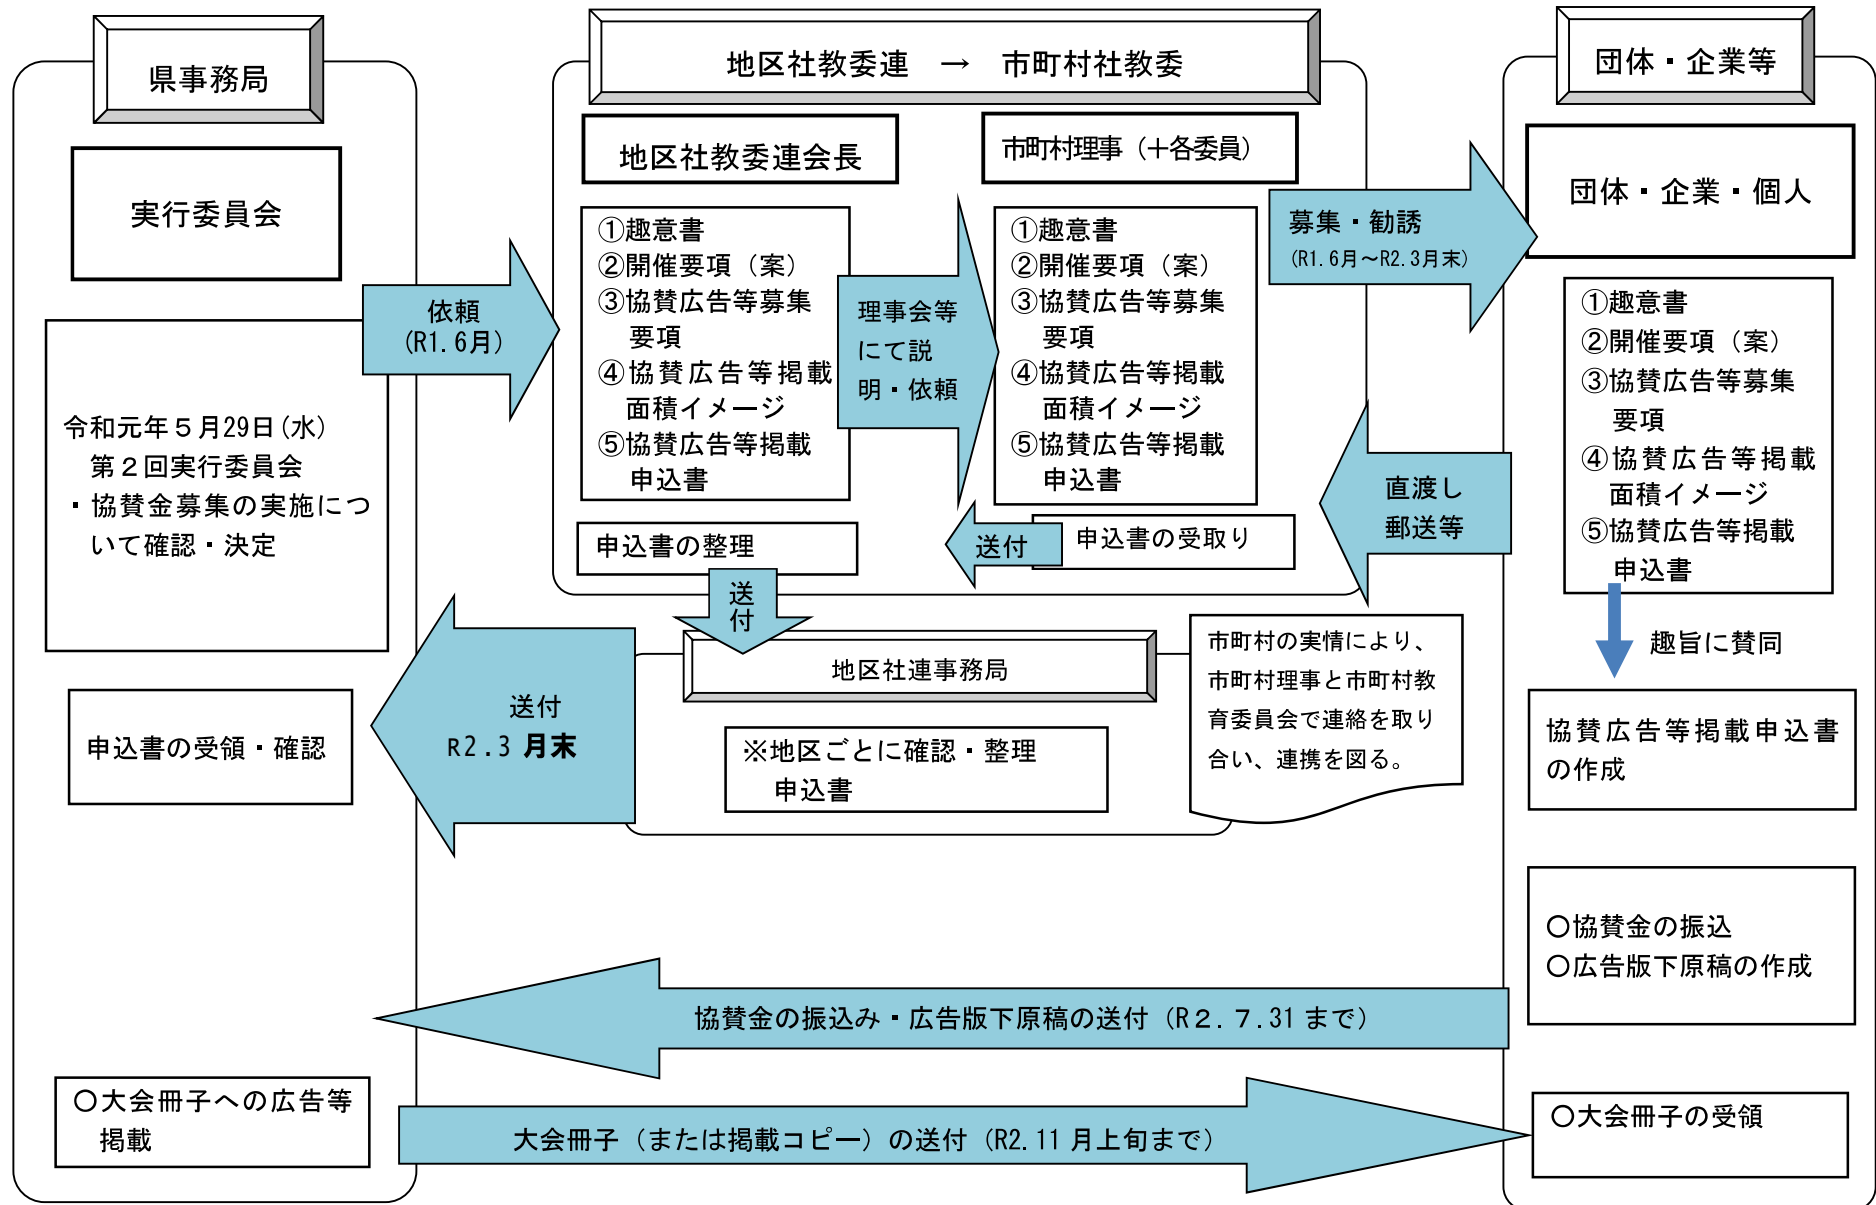 県事務局
実行委員会
令和元年５月29日(水)
第２回実行委員会
・協賛金募集の実施につ
いて確認・決定
申込書の受領・確認
〇大会冊子への広告等
掲載
依頼
(R1.6月)
地区社教委連　→　市町村社教委
地区社教委連会長
①趣意書
②開催要項（案）
③協賛広告等募集
要項
④協賛広告等掲載
面積イメージ
⑤協賛広告等掲載
申込書
申込書の整理
理事会等
にて説
明・依頼
市町村理事（＋各委員）
①趣意書
②開催要項（案）
③協賛広告等募集
要項
④協賛広告等掲載
面積イメージ
⑤協賛広告等掲載
申込書
申込書の受取り
送付
送
付
地区社連事務局
※地区ごとに確認・整理
申込書
送付
R2.3 月末
市町村の実情により、
市町村理事と市町村教
育委員会で連絡を取り
合い、連携を図る。
募集・勧誘
(R1.6月～R2.3月末)
直渡し
郵送等
団体・企業等
団体・企業・個人
①趣意書
②開催要項（案）
③協賛広告等募集
要項
④協賛広告等掲載
面積イメージ
⑤協賛広告等掲載
申込書
趣旨に賛同
協賛広告等掲載申込書
の作成
〇協賛金の振込
〇広告版下原稿の作成
協賛金の振込み・広告版下原稿の送付（R２.７.31 まで）
大会冊子（または掲載コピー）の送付（R2.11 月上旬まで）
〇大会冊子の受領